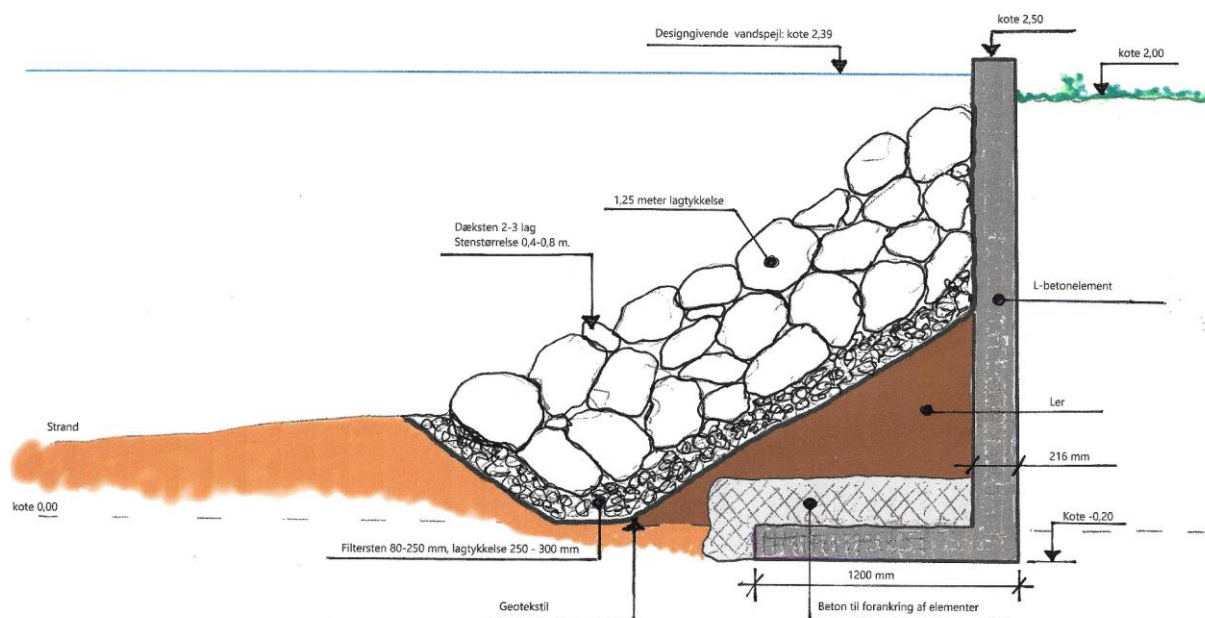 kote 2,50
Designgivende vandspejl: kote 2,39
kote 2,00
1,25 meter lagtykkelse
Dæksten 2-3 lag
Stenstørrelse 0,4-0,8 m.
L-betonelement
Ler
Strand
216 mm
kote 0,00
Kote -0,20
Filtersten 80-250 mm, lagtykkelse 250 - 300 mm
1200 mm
Geotekstil
Beton til forankring af elementer